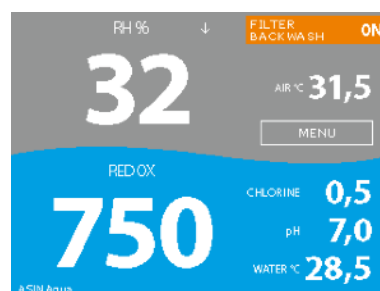 RH % ↓
FILTER BACKWASH ON
32
AIR °C 31,5
MENU
REDOX
750
CHLORINE 0,5
pH 7,0
WATER °C 28,5
ASIN Aqua